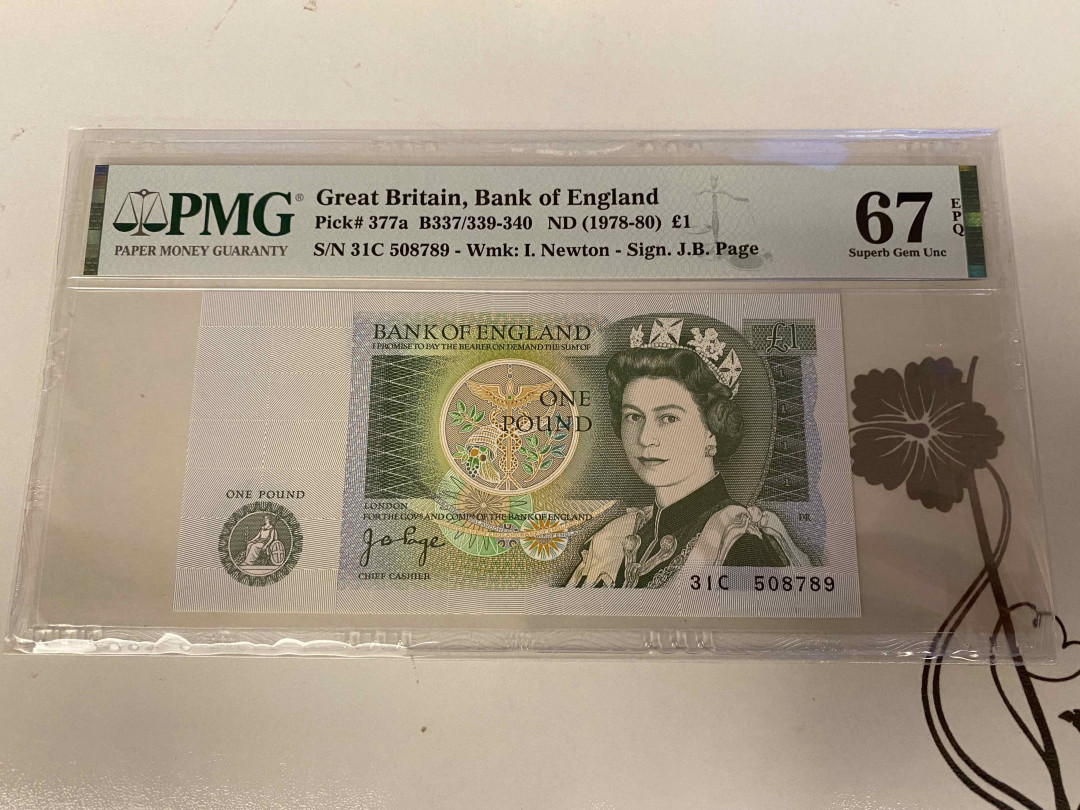 PMG®
PAPER MONEY GUARANTY
Great Britain, Bank of England
Pick# 377a B337/339-340 ND (1978-80) £1
S/N 31C 508789 - Wmk: I. Newton - Sign. J.B. Page
67
EPQ
Superb Gem Unc
BANK OF ENGLAND
I PROMISE TO PAY THE BEARER ON DEMAND THE SUM OF
£1
ONE
POUND
ONE POUND
LONDON
FOR THE GOVR AND COMPA OF THE BANK OF ENGLAND
J B Page
CHIEF CASHIER
31C 508789